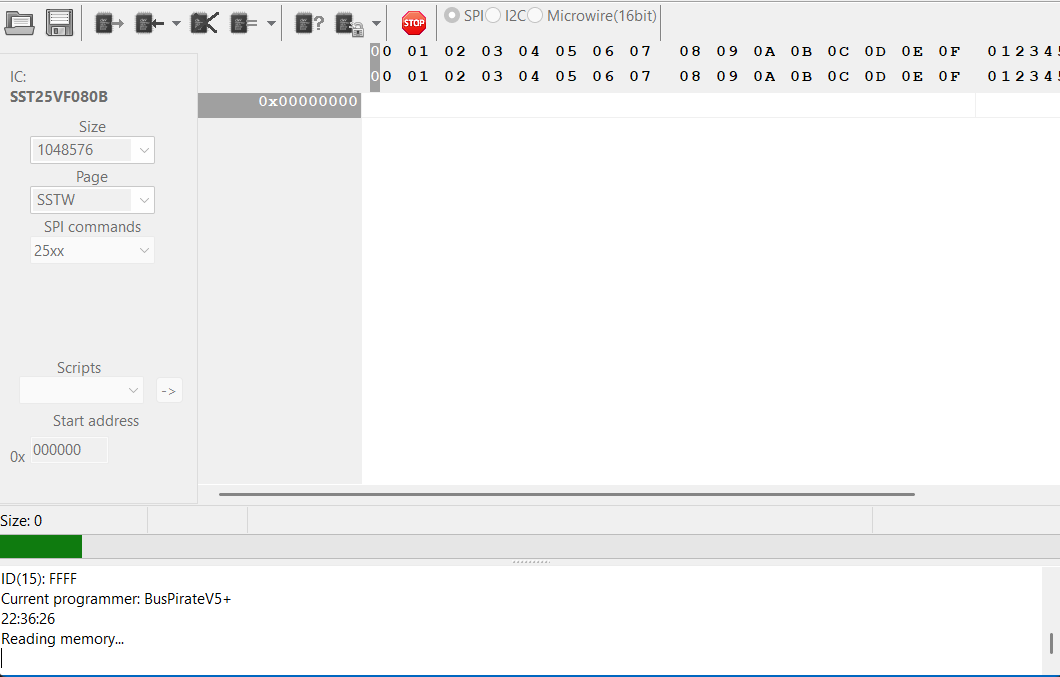 STOP SPI I2C Microwire(16bit)
00 01 02 03 04 05 06 07 08 09 0A 0B 0C 0D 0E 0F 012345
00 01 02 03 04 05 06 07 08 09 0A 0B 0C 0D 0E 0F 012345
0x00000000
IC:
SST25VF080B
Size
1048576
Page
SSTW
SPI commands
25xx
Scripts
->
Start address
0x 000000
Size: 0
ID(15): FFFF
Current programmer: BusPirateV5+
22:36:26
Reading memory...